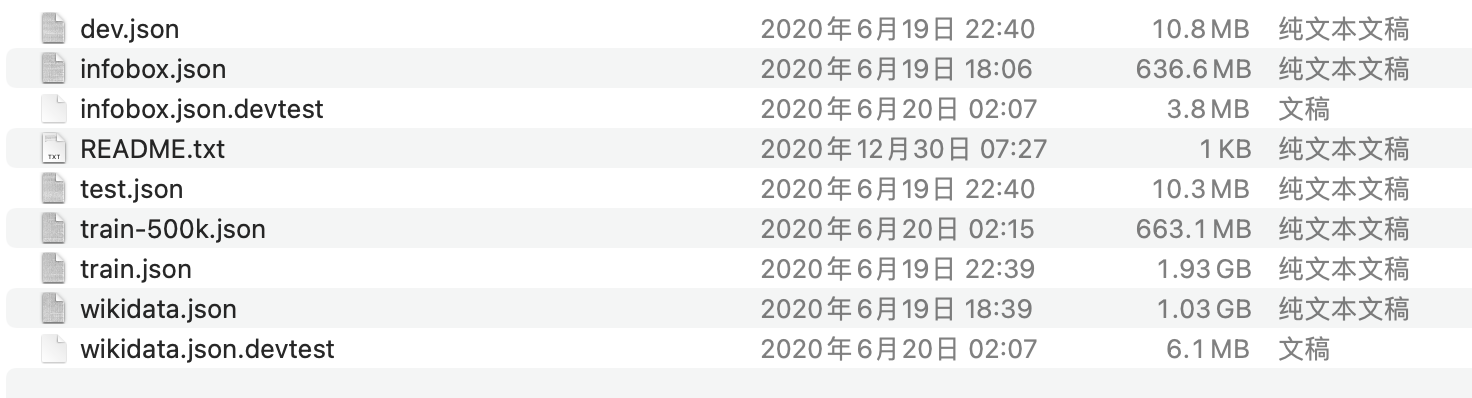 dev.json 2020年6月19日 22:40 10.8 MB 纯文本文稿
infobox.json 2020年6月19日 18:06 636.6 MB 纯文本文稿
infobox.json.devtest 2020年6月20日 02:07 3.8 MB 文稿
TXT README.txt 2020年12月30日 07:27 1 KB 纯文本文稿
test.json 2020年6月19日 22:40 10.3 MB 纯文本文稿
train-500k.json 2020年6月20日 02:15 663.1 MB 纯文本文稿
train.json 2020年6月19日 22:39 1.93 GB 纯文本文稿
wikidata.json 2020年6月19日 18:39 1.03 GB 纯文本文稿
wikidata.json.devtest 2020年6月20日 02:07 6.1 MB 文稿